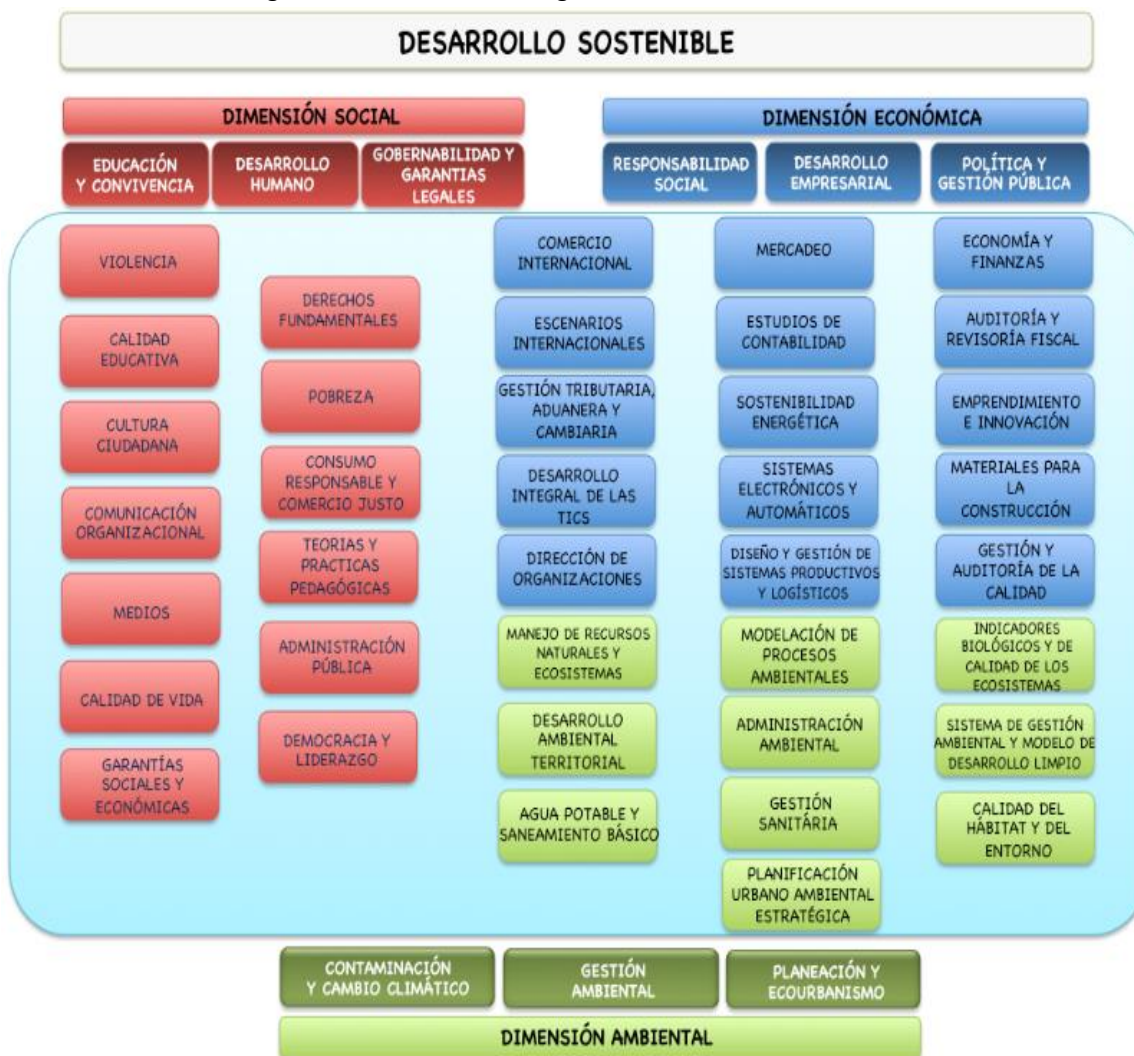 DESARROLLO SOSTENIBLE
DIMENSIÓN SOCIAL
EDUCACIÓN
Y CONVIVENCIA
DESARROLLO
HUMANO
GOBERNABILIDAD Y
GARANTIAS
LEGALES
DIMENSIÓN ECONÓMICA
RESPONSABILIDAD
SOCIAL
DESARROLLO
EMPRESARIAL
POLÍTICA Y
GESTIÓN PÚBLICA
VIOLENCIA
CALIDAD
EDUCATIVA
CULTURA
CIUDADANA
COMUNICACIÓN
ORGANIZACIONAL
MEDIOS
CALIDAD DE VIDA
GARANTÍAS
SOCIALES Y
ECONÓMICAS
DERECHOS
FUNDAMENTALES
POBREZA
CONSUMO
RESPONSABLE Y
COMERCIO JUSTO
TEORIAS Y
PRACTICAS
PEDAGÓGICAS
ADMINISTRACIÓN
PÚBLICA
DEMOCRACIA Y
LIDERAZGO
COMERCIO
INTERNACIONAL
ESCENARIOS
INTERNACIONALES
GESTIÓN TRIBUTARIA,
ADUANERA Y
CAMBIARIA
DESARROLLO
INTEGRAL DE LAS
TICS
DIRECCIÓN DE
ORGANIZACIONES
MANEJO DE RECURSOS
NATURALES Y
ECOSISTEMAS
DESARROLLO
AMBIENTAL
TERRITORIAL
AGUA POTABLE Y
SANEAMIENTO BÁSICO
MERCADEO
ESTUDIOS DE
CONTABILIDAD
SOSTENIBILIDAD
ENERGÉTICA
SISTEMAS
ELECTRÓNICOS Y
AUTOMÁTICOS
DISEÑO Y GESTIÓN DE
SISTEMAS PRODUCTIVOS
Y LOGÍSTICOS
MODELACIÓN DE
PROCESOS
AMBIENTALES
ADMINISTRACIÓN
AMBIENTAL
GESTIÓN
SANITÁRIA
PLANIFICACIÓN
URBANO AMBIENTAL
ESTRATÉGICA
ECONOMÍA Y
FINANZAS
AUDITORÍA Y
REVISORÍA FISCAL
EMPRENDIMIENTO
E INNOVACIÓN
MATERIALES PARA
LA
CONSTRUCCIÓN
GESTIÓN Y
AUDITORÍA DE LA
CALIDAD
INDICADORES
BIOLÓGICOS Y DE
CALIDAD DE LOS
ECOSISTEMAS
SISTEMA DE GESTIÓN
AMBIENTAL Y MODELO DE
DESARROLLO LIMPIO
CALIDAD DEL
HÁBITAT Y DEL
ENTORNO
CONTAMINACIÓN
Y CAMBIO CLIMÁTICO
GESTIÓN
AMBIENTAL
PLANEACIÓN Y
ECOURBANISMO
DIMENSIÓN AMBIENTAL